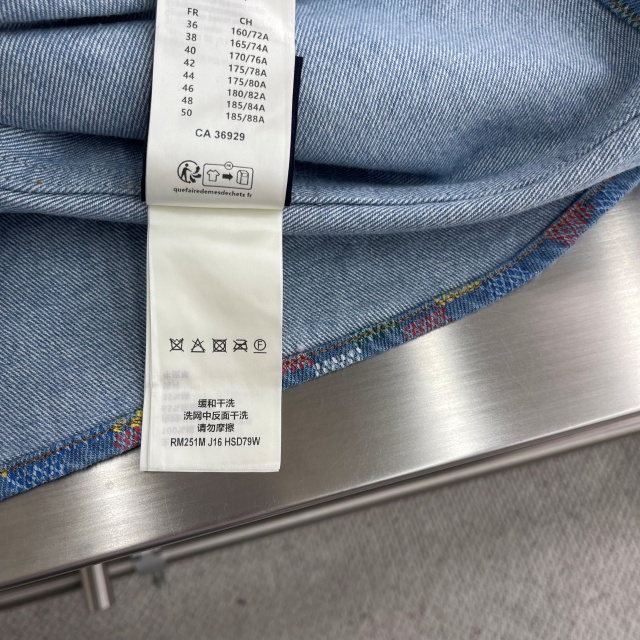 FR CH
36 160/72A
38 165/74A
40 170/76A
42 175/78A
44 175/80A
46 180/82A
48 185/84A
50 185/88A
CA 36929
FR
quefairedemesdechets.fr
缓和干洗
洗网中反面干洗
请勿摩擦
RM251M J16 HSD79W